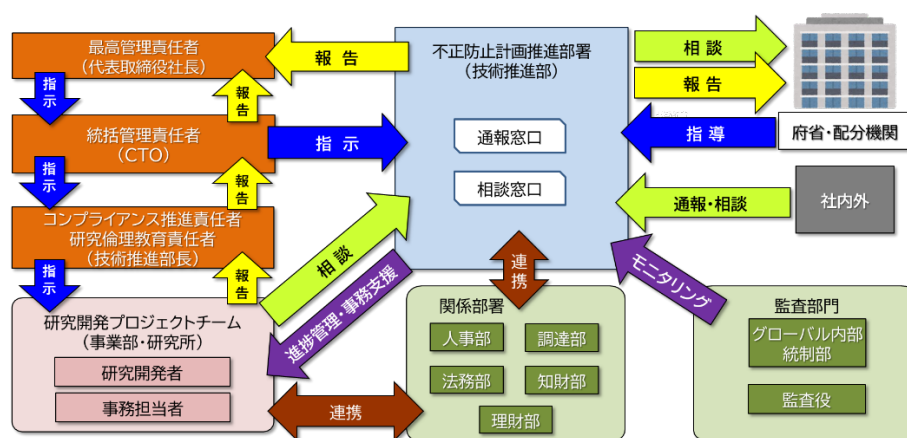 最高管理責任者
(代表取締役社長)
報 告
不正防止計画推進部署
(技術推進部)
相 談
報 告
府省・配分機関
指示
報告
統括管理責任者
(CTO)
指 示
通報窓口
相談窓口
指 導
指示
報告
通報・相談
社内外
コンプライアンス推進責任者
研究倫理教育責任者
(技術推進部長)
指示
報告
相 談
進捗管理・事務支援
連携
モニタリング
研究開発プロジェクトチーム
(事業部・研究所)
研究開発者
事務担当者
連携
関係部署
人事部
調達部
法務部
知財部
理財部
監査部門
グローバル内部
統制部
監査役